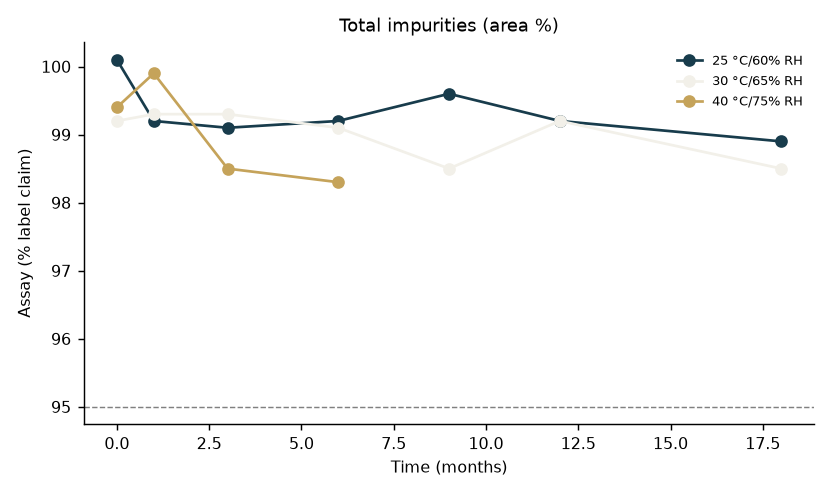 Total impurities (area %)
25 °C/60% RH
30 °C/65% RH
40 °C/75% RH
Assay (% label claim)
100
99
98
97
96
95
0.0 2.5 5.0 7.5 10.0 12.5 15.0 17.5
Time (months)